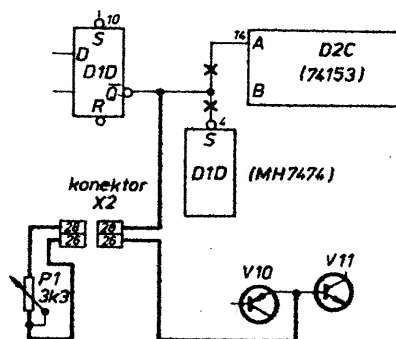 10
S
D
D1D
Q
R
14 A
D2C
(74153)
B
4
S
D1D (MH7474)
konektor
X2
28 28
26 26
P1
3k3
V10 V11